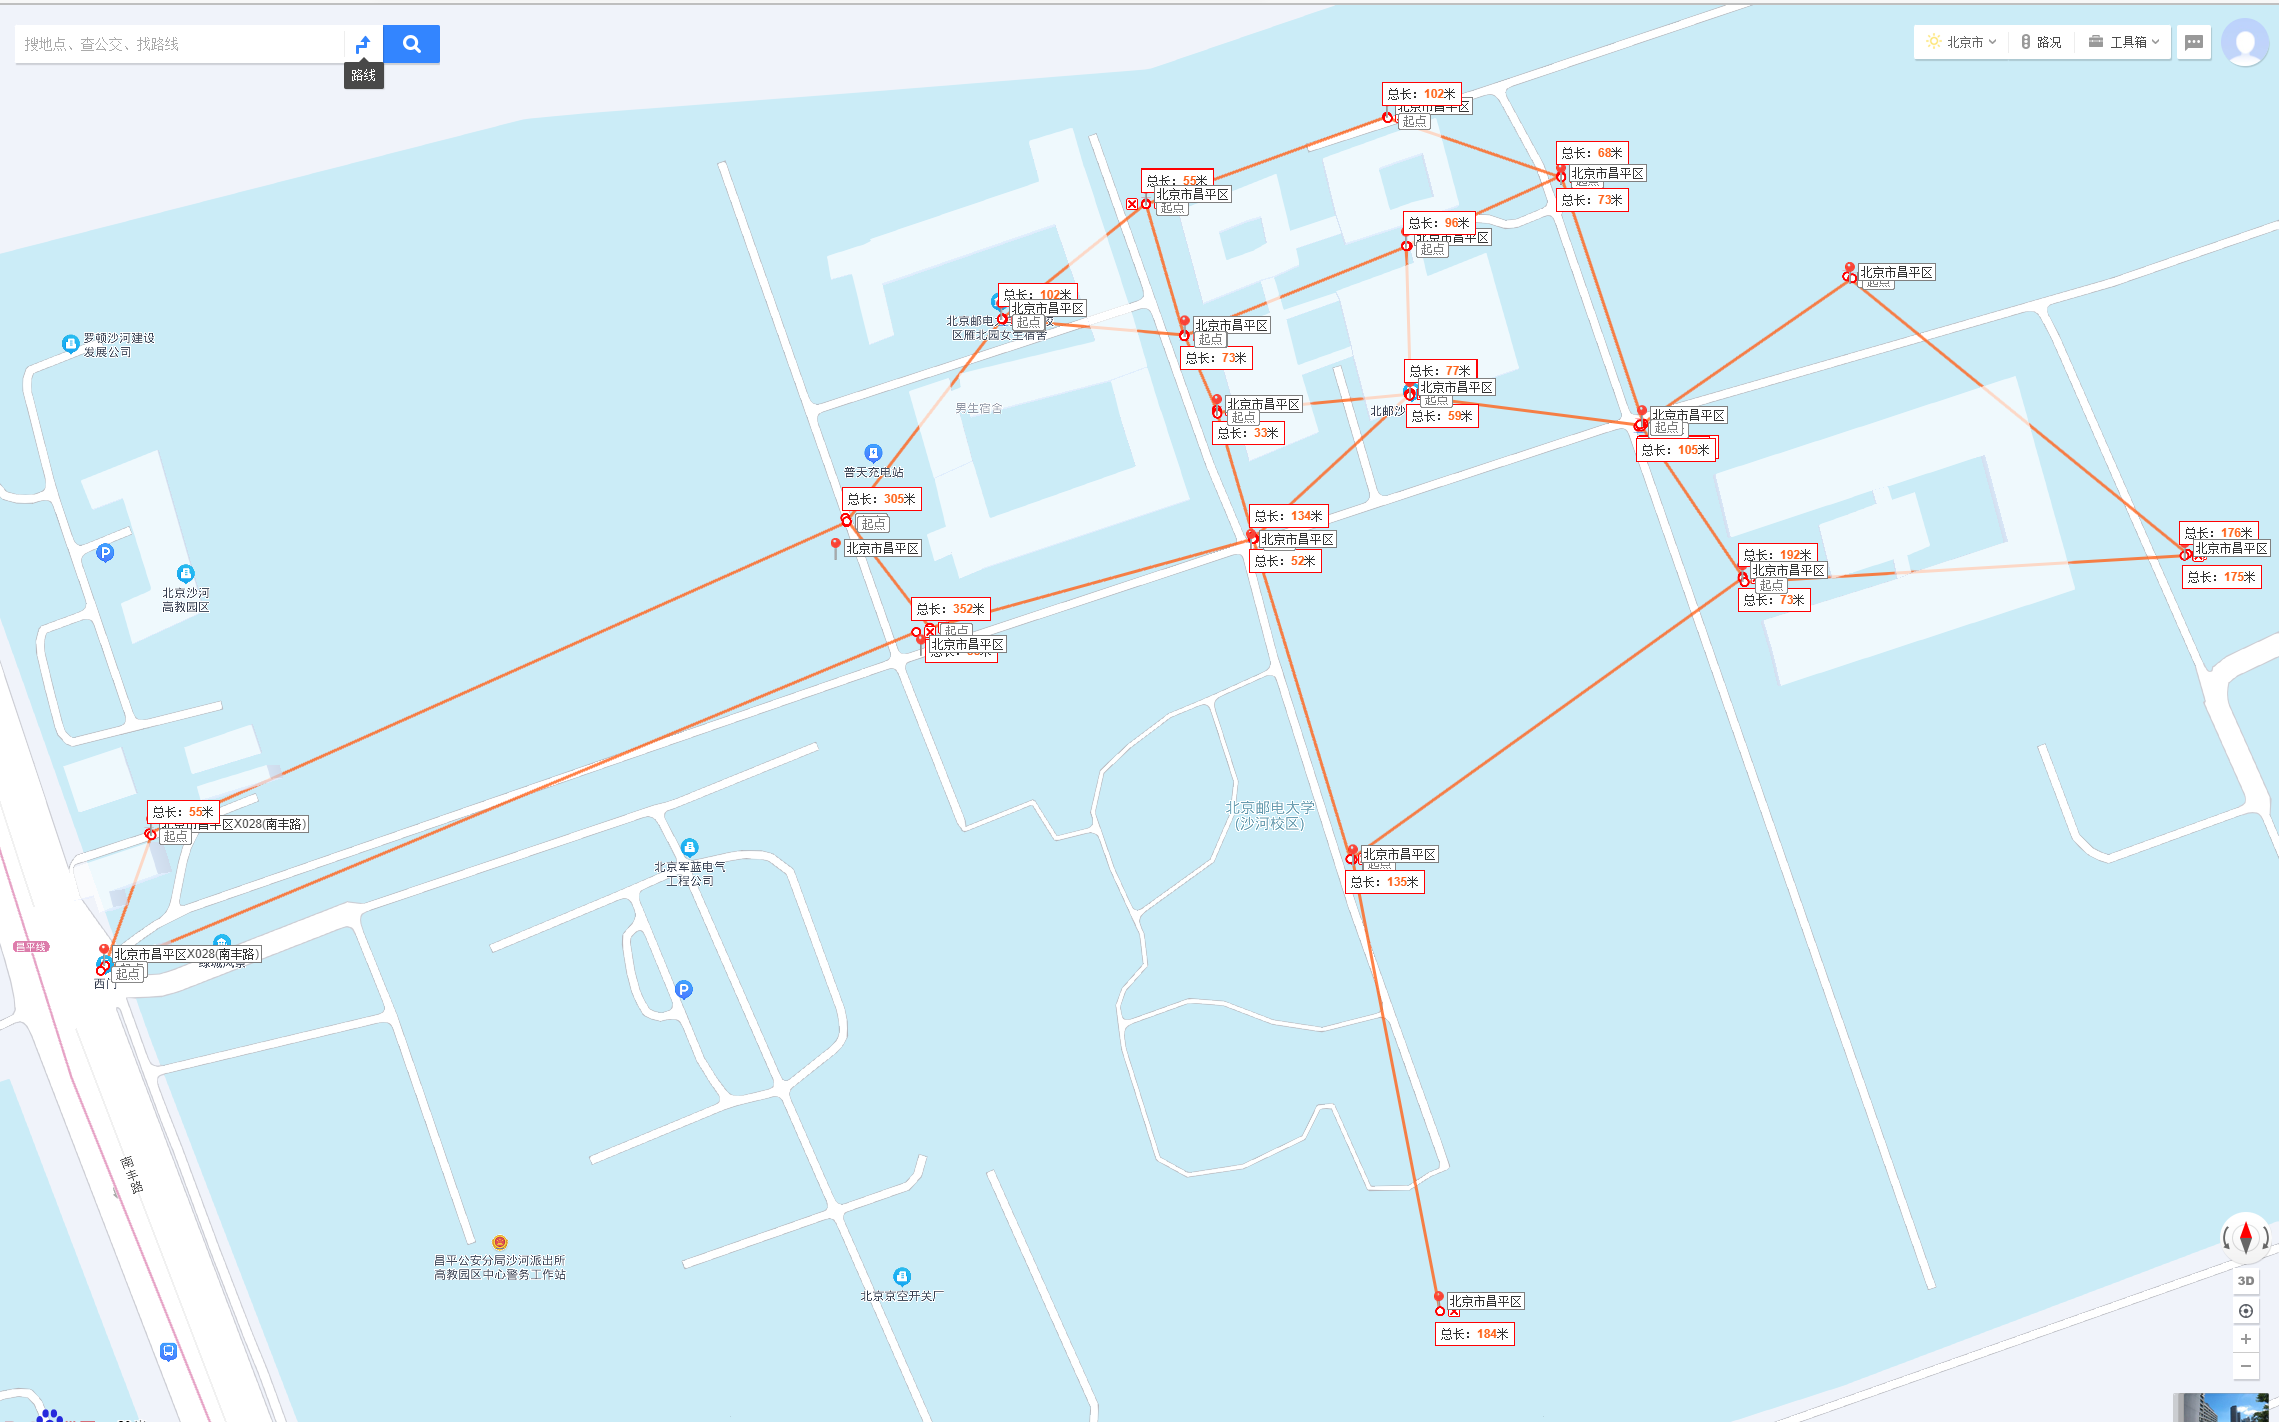 搜地点、查公交、找路线
路线
北京市
路况
工具箱
总长：102米
北京市昌平区
起点
总长：68米
北京市昌平区
总长：73米
总长：55米
北京市昌平区
起点
总长：96米
北京市昌平区
起点
北京市昌平区
起点
总长：102米
北京市昌平区
起点
区雁北园女生宿舍
北京市昌平区
起点
总长：73米
罗顿沙河建设
发展公司
总长：77米
北京市昌平区
起点
总长：59米
北邮沙
男生宿舍
北京市昌平区
起点
总长：33米
北京市昌平区
起点
总长：105米
普天充电站
总长：305米
起点
北京市昌平区
总长：134米
北京市昌平区
总长：52米
总长：176米
北京市昌平区
总长：175米
总长：192米
北京市昌平区
起点
总长：73米
P
北京沙河
高教园区
总长：352米
起点
北京市昌平区
总长：55米
北京市昌平区X028(南丰路)
起点
北京邮电大学
(沙河校区)
北京市昌平区
起点
总长：135米
北京军蓝电气
工程公司
昌平线
北京市昌平区X028(南丰路)
起点
西门
P
南丰路
昌平公安分局沙河派出所
高教园区中心警务工作站
北京京空开关厂
北京市昌平区
总长：184米
3D